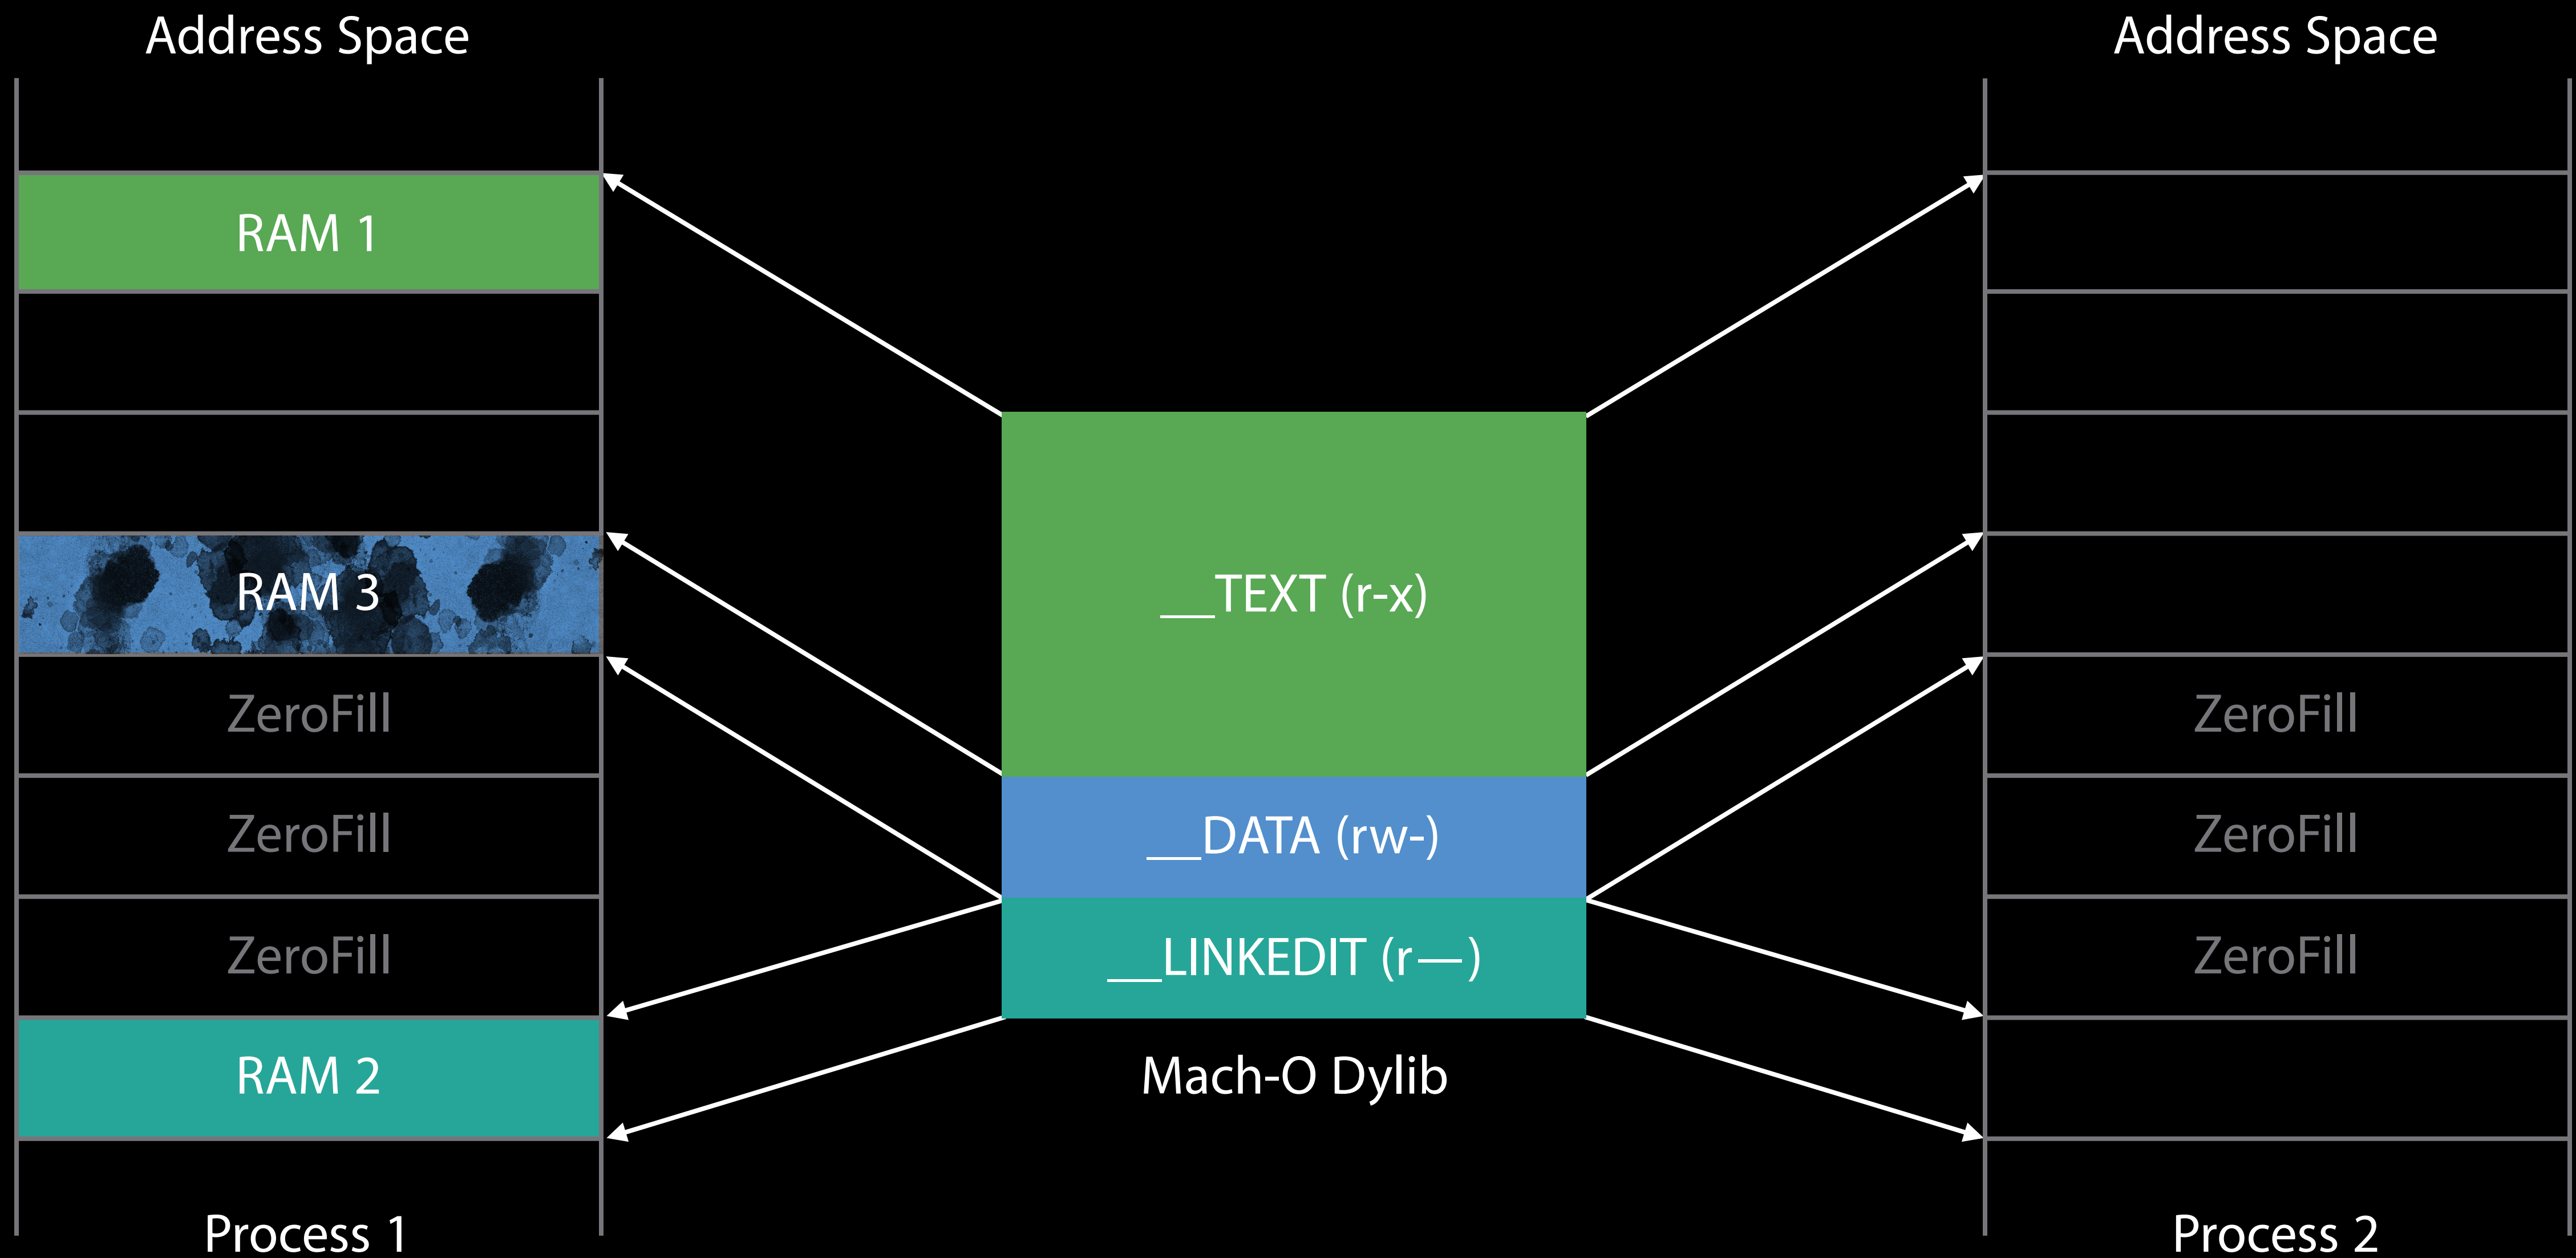 Address Space
Address Space
RAM 1
RAM 3
ZeroFill
ZeroFill
ZeroFill
RAM 2
Process 1
__TEXT (r-x)
__DATA (rw-)
__LINKEDIT (r—)
Mach-O Dylib
ZeroFill
ZeroFill
ZeroFill
Process 2